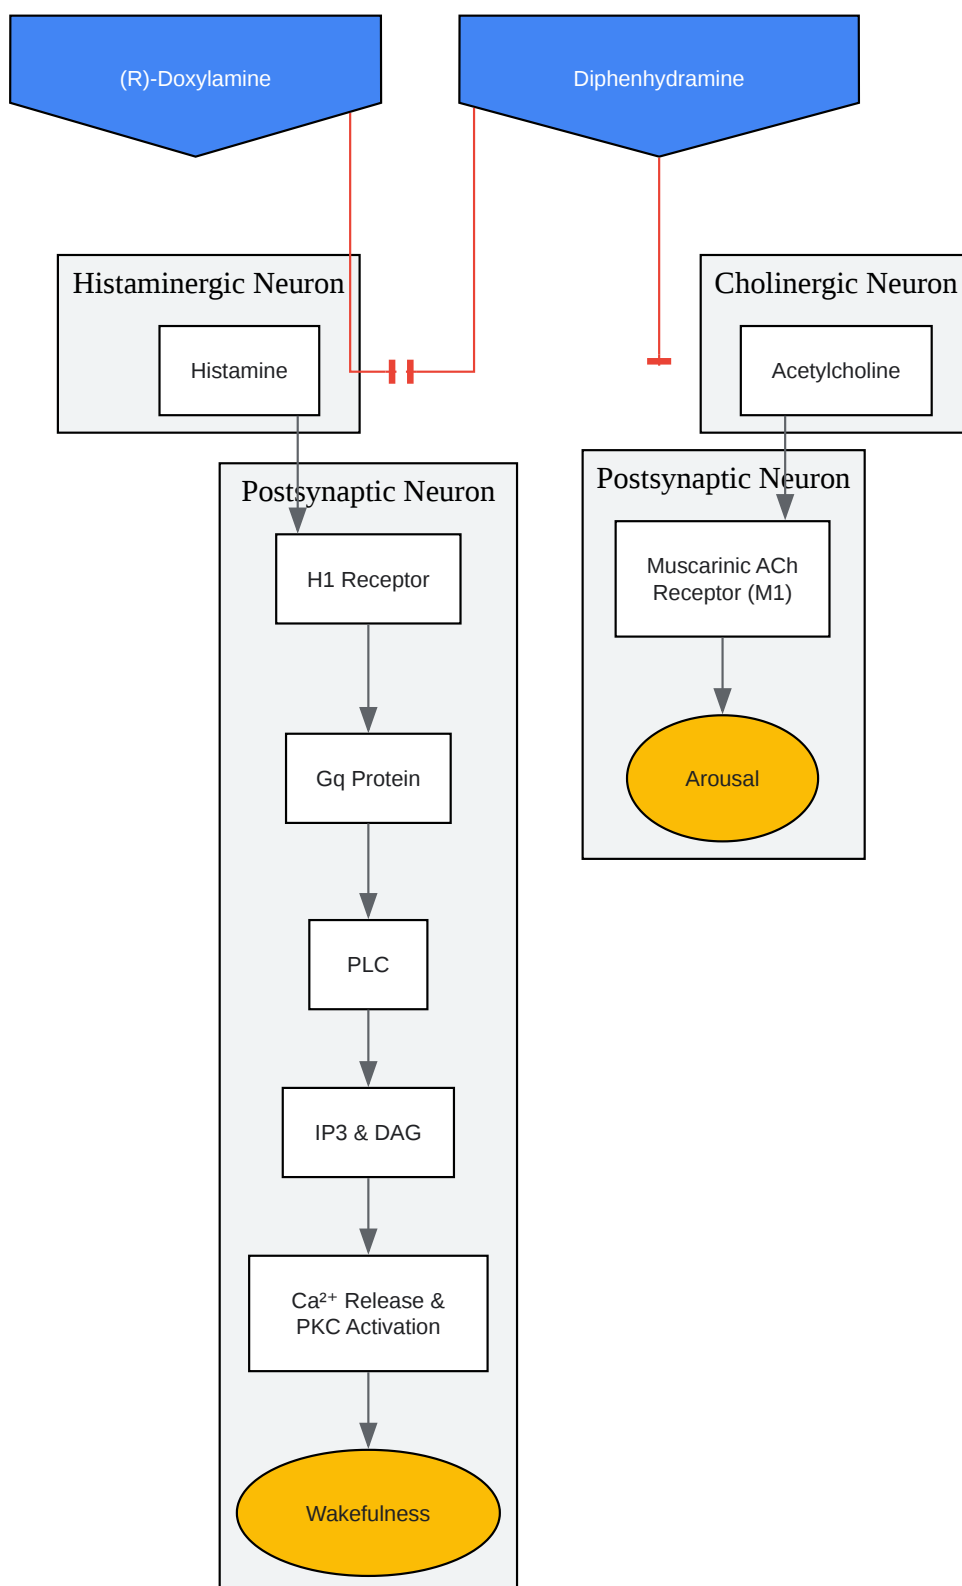 (R)-Doxylamine
Diphenhydramine
Histaminergic Neuron
Cholinergic Neuron
Histamine
Acetylcholine
Postsynaptic Neuron
Postsynaptic Neuron
H1 Receptor
Muscarinic ACh
Receptor (M1)
Gq Protein
Arousal
PLC
IP3 & DAG
Ca²⁺ Release &
PKC Activation
Wakefulness